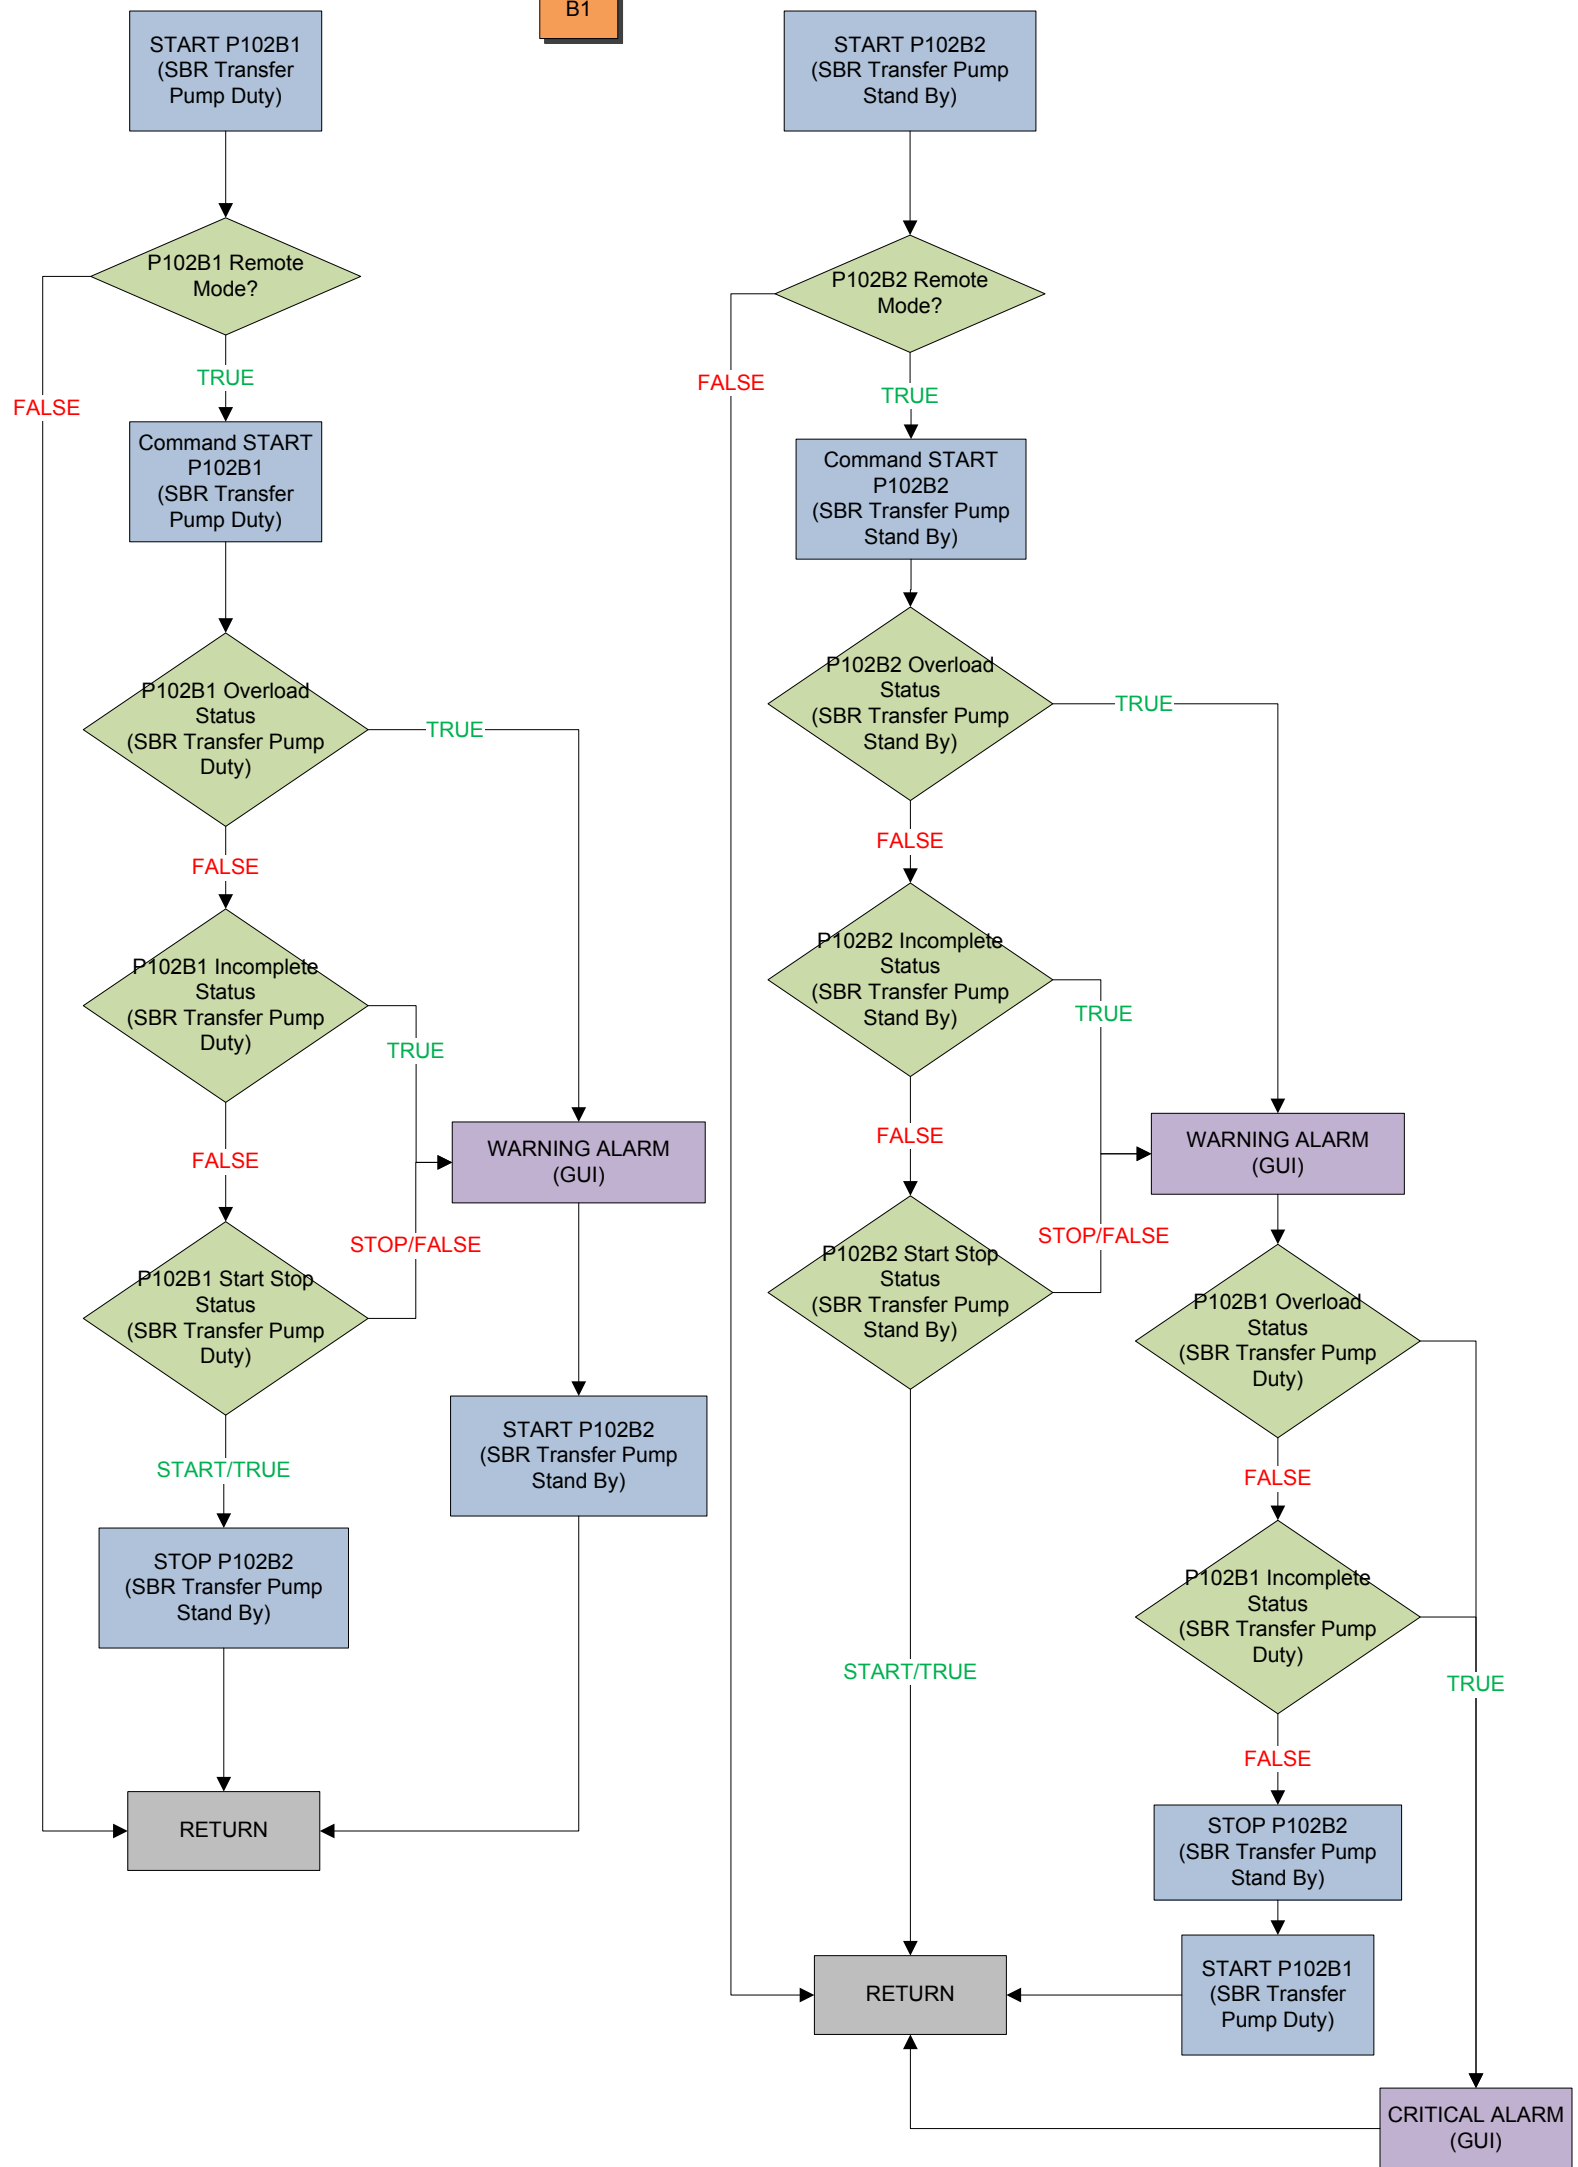 B1
START P102B1
(SBR Transfer
Pump Duty)
P102B1 Remote
Mode?
TRUE
FALSE
Command START
P102B1
(SBR Transfer
Pump Duty)
P102B1 Overload
Status
(SBR Transfer Pump
Duty)
TRUE
FALSE
P102B1 Incomplete
Status
(SBR Transfer Pump
Duty)
TRUE
FALSE
WARNING ALARM
(GUI)
STOP/FALSE
P102B1 Start Stop
Status
(SBR Transfer Pump
Duty)
START P102B2
(SBR Transfer Pump
Stand By)
START/TRUE
STOP P102B2
(SBR Transfer Pump
Stand By)
RETURN
START P102B2
(SBR Transfer Pump
Stand By)
P102B2 Remote
Mode?
FALSE
TRUE
Command START
P102B2
(SBR Transfer Pump
Stand By)
P102B2 Overload
Status
(SBR Transfer Pump
Stand By)
TRUE
FALSE
P102B2 Incomplete
Status
(SBR Transfer Pump
Stand By)
TRUE
FALSE
WARNING ALARM
(GUI)
STOP/FALSE
P102B2 Start Stop
Status
(SBR Transfer Pump
Stand By)
P102B1 Overload
Status
(SBR Transfer Pump
Duty)
FALSE
P102B1 Incomplete
Status
(SBR Transfer Pump
Duty)
START/TRUE
TRUE
FALSE
STOP P102B2
(SBR Transfer Pump
Stand By)
START P102B1
(SBR Transfer
Pump Duty)
RETURN
CRITICAL ALARM
(GUI)